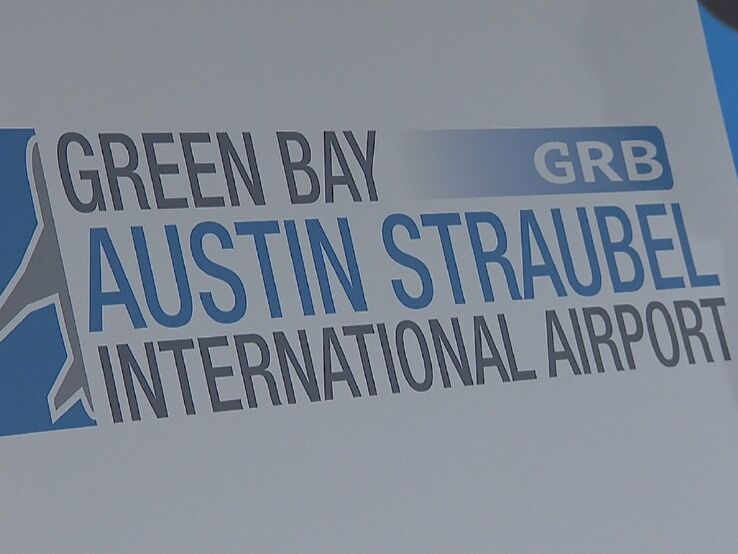 GREEN BAY GRB
AUSTIN STRAUBEL
INTERNATIONAL AIRPORT